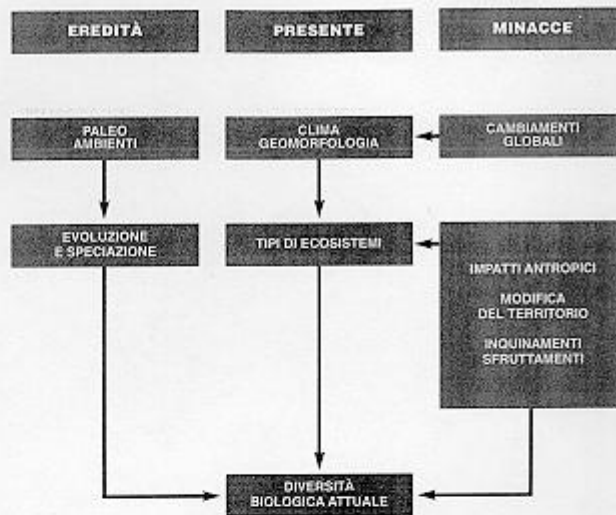 EREDITÀ
PRESENTE
MINACCE
PALEO
AMBIENTI
CLIMA
GEOMORFOLOGIA
CAMBIAMENTI
GLOBALI
EVOLUZIONE
E SPECIAZIONE
TIPI DI ECOSISTEMI
IMPATTI ANTROPICI
MODIFICA
DEL TERRITORIO
INQUINAMENTI
SFRUTTAMENTI
DIVERSITÀ
BIOLOGICA ATTUALE